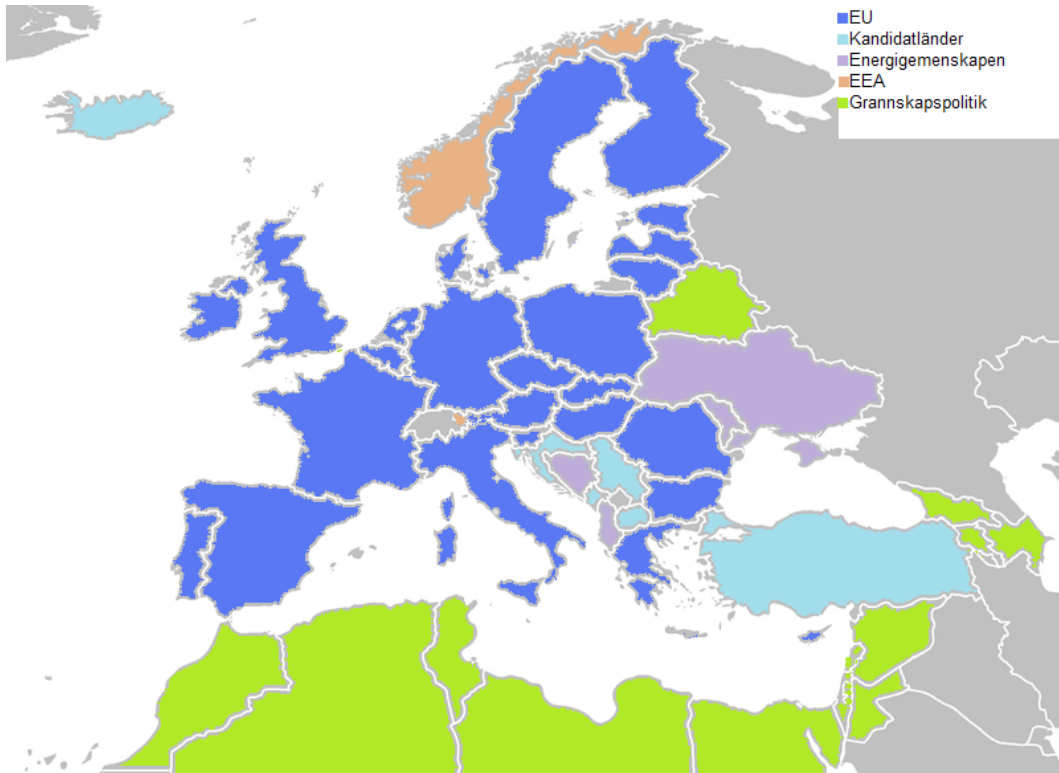 EU
Kandidatländer
Energigemenskapen
EEA
Grannskapspolitik